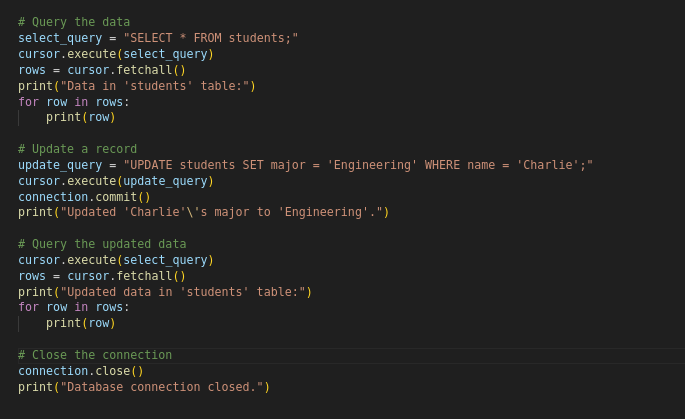 # Query the data
select_query = "SELECT * FROM students;"
cursor.execute(select_query)
rows = cursor.fetchall()
print("Data in 'students' table:")
for row in rows:
    print(row)

# Update a record
update_query = "UPDATE students SET major = 'Engineering' WHERE name = 'Charlie';"
cursor.execute(update_query)
connection.commit()
print("Updated 'Charlie'\'s major to 'Engineering'.")

# Query the updated data
cursor.execute(select_query)
rows = cursor.fetchall()
print("Updated data in 'students' table:")
for row in rows:
    print(row)

# Close the connection
connection.close()
print("Database connection closed.")